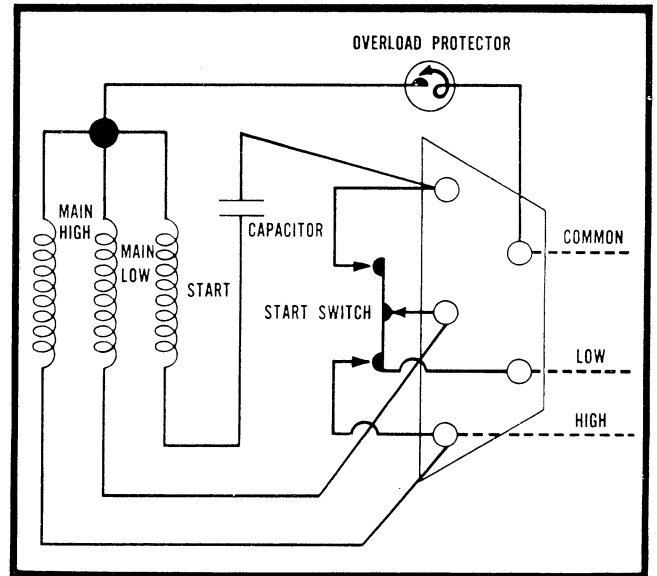 OVERLOAD PROTECTOR
MAIN
HIGH
MAIN
LOW
START
CAPACITOR
START SWITCH
COMMON
LOW
HIGH